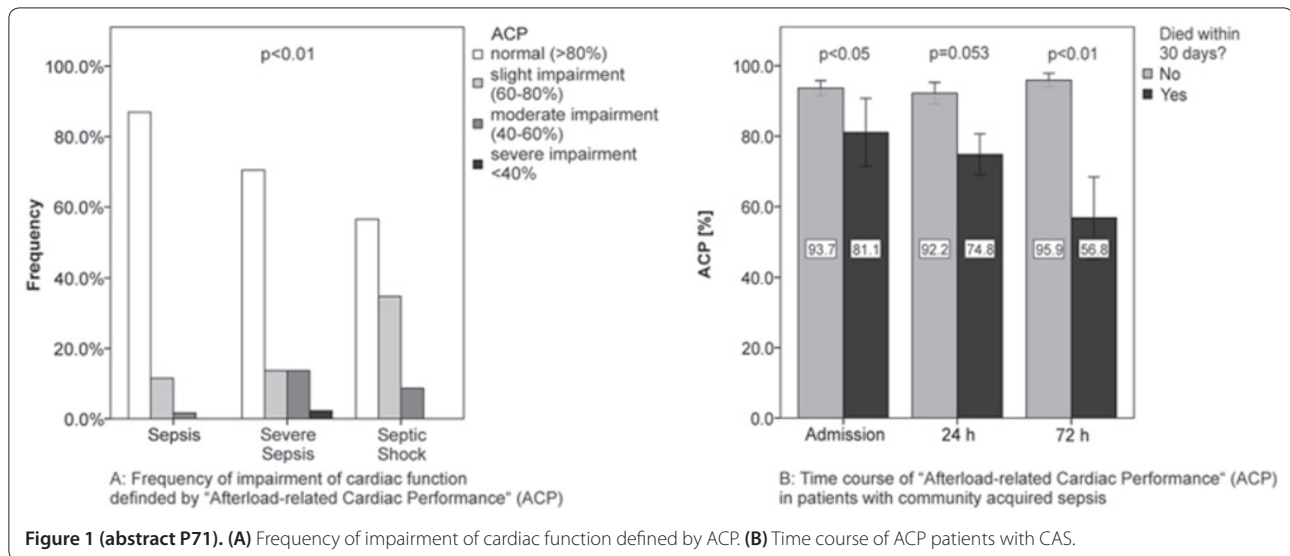 ACP
normal (>80%)
slight impairment
(60-80%)
moderate impairment
(40-60%)
severe impairment
<40%
p<0.01
100.0%
80.0%
60.0%
40.0%
20.0%
0.0%
Frequency
Sepsis
Severe
Sepsis
Septic
Shock
A: Frequency of impairment of cardiac function
definded by "Afterload-related Cardiac Performance" (ACP)
Died within
30 days?
No
Yes
p<0.05 p=0.053 p<0.01
100.0
80.0
60.0
40.0
20.0
0.0
ACP [%]
93.7 81.1 92.2 74.8 95.9 56.8
Admission 24 h 72 h
B: Time course of "Afterload-related Cardiac Performance" (ACP)
in patients with community acquired sepsis
Figure 1 (abstract P71). (A) Frequency of impairment of cardiac function defined by ACP. (B) Time course of ACP patients with CAS.